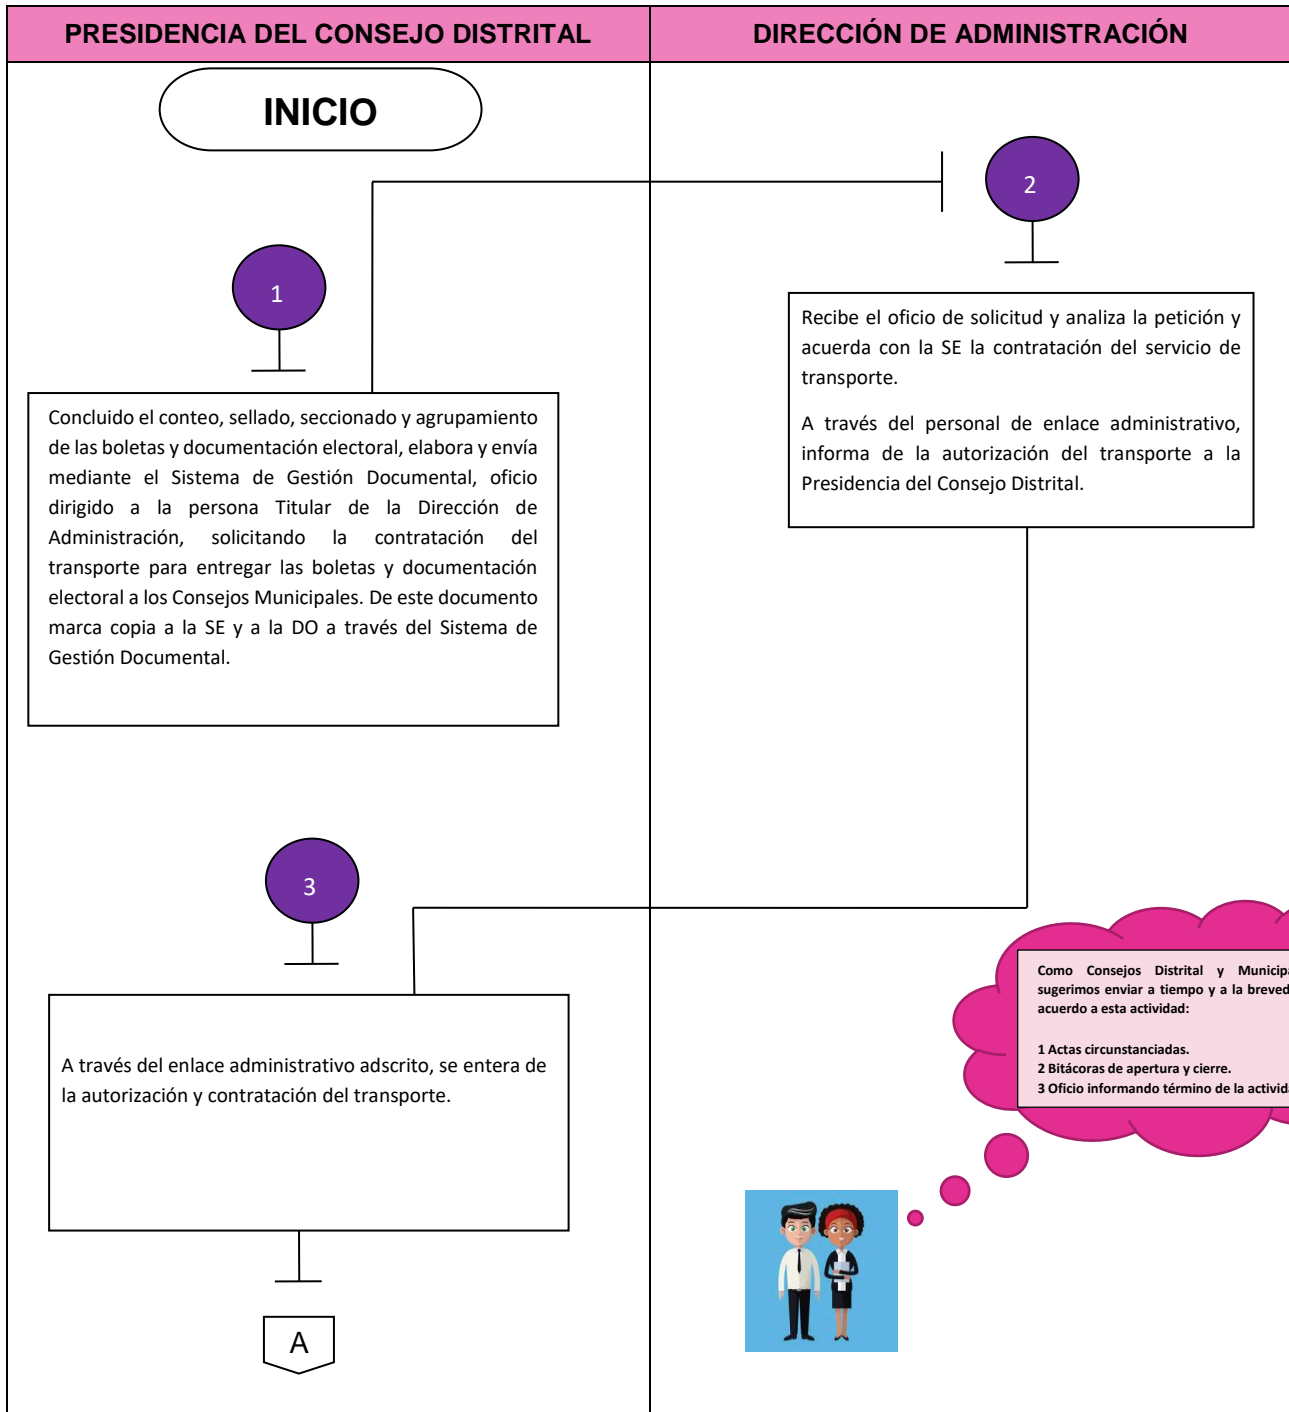 PRESIDENCIA DEL CONSEJO DISTRITAL
DIRECCIÓN DE ADMINISTRACIÓN
INICIO
1
Concluido el conteo, sellado, seccionado y agrupamiento
de las boletas y documentación electoral, elabora y envía
mediante el Sistema de Gestión Documental, oficio
dirigido a la persona Titular de la Dirección de
Administración, solicitando la contratación del
transporte para entregar las boletas y documentación
electoral a los Consejos Municipales. De este documento
marca copia a la SE y a la DO a través del Sistema de
Gestión Documental.
2
Recibe el oficio de solicitud y analiza la petición y
acuerda con la SE la contratación del servicio de
transporte.
A través del personal de enlace administrativo,
informa de la autorización del transporte a la
Presidencia del Consejo Distrital.
3
A través del enlace administrativo adscrito, se entera de
la autorización y contratación del transporte.
A
Como Consejos Distrital y
sugerimos enviar a tiempo y a la
acuerdo a esta actividad:
1 Actas circunstanciadas.
2 Bitácoras de apertura y cierre.
3 Oficio informando término de la